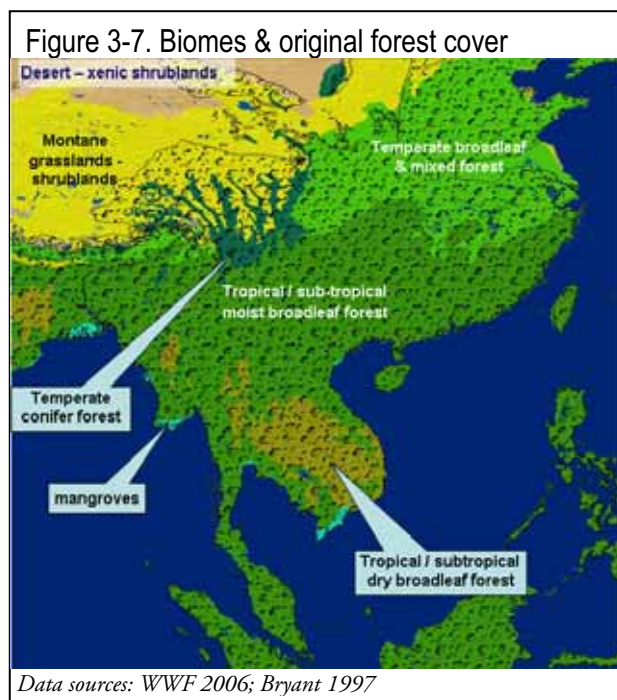 Figure 3-7. Biomes & original forest cover
Desert – xenic shrublands
Montane
grasslands -
shrublands
Temperate broadleaf
& mixed forest
Tropical / sub-tropical
moist broadleaf forest
Temperate
conifer forest
mangroves
Tropical / subtropical
dry broadleaf forest
Data sources: WWF 2006; Bryant 1997